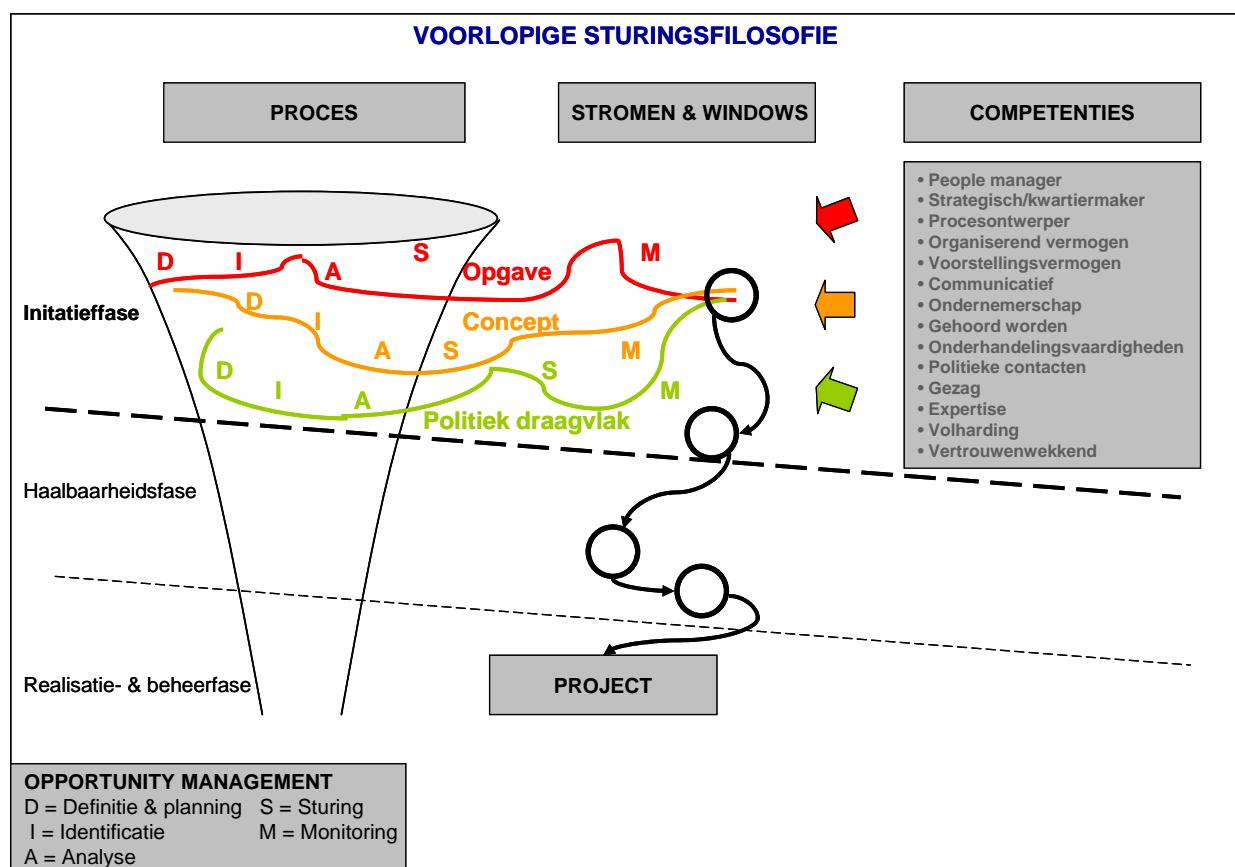 VOORLOPIGE STURINGSFILOSOFIE
PROCES
STROMEN & WINDOWS
COMPETENTIES
• People manager
• Strategisch/kwartiermaker
• Procesontwerper
• Organiserend vermogen
• Voorstellingsvermogen
• Communicatief
• Ondernemerschap
• Gehoord worden
• Onderhandelingsvaardigheden
• Politieke contacten
• Gezag
• Expertise
• Volharding
• Vertrouwenwekkend
D I A S M
Opgave
Initatieffase
D I A S M
Concept
D I A S M
Politiek draagvlak
Haalbaarheidsfase
Realisatie- & beheerfase
PROJECT
OPPORTUNITY MANAGEMENT
D = Definitie & planning S = Sturing
I = Identificatie M = Monitoring
A = Analyse